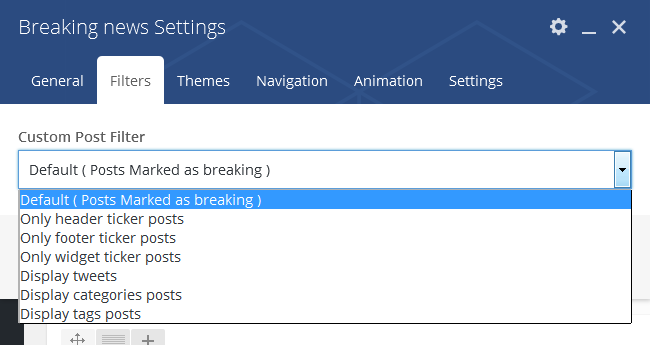 Breaking news Settings
General Filters Themes Navigation Animation Settings
Custom Post Filter
Default ( Posts Marked as breaking )
Default ( Posts Marked as breaking )
Only header ticker posts
Only footer ticker posts
Only widget ticker posts
Display tweets
Display categories posts
Display tags posts